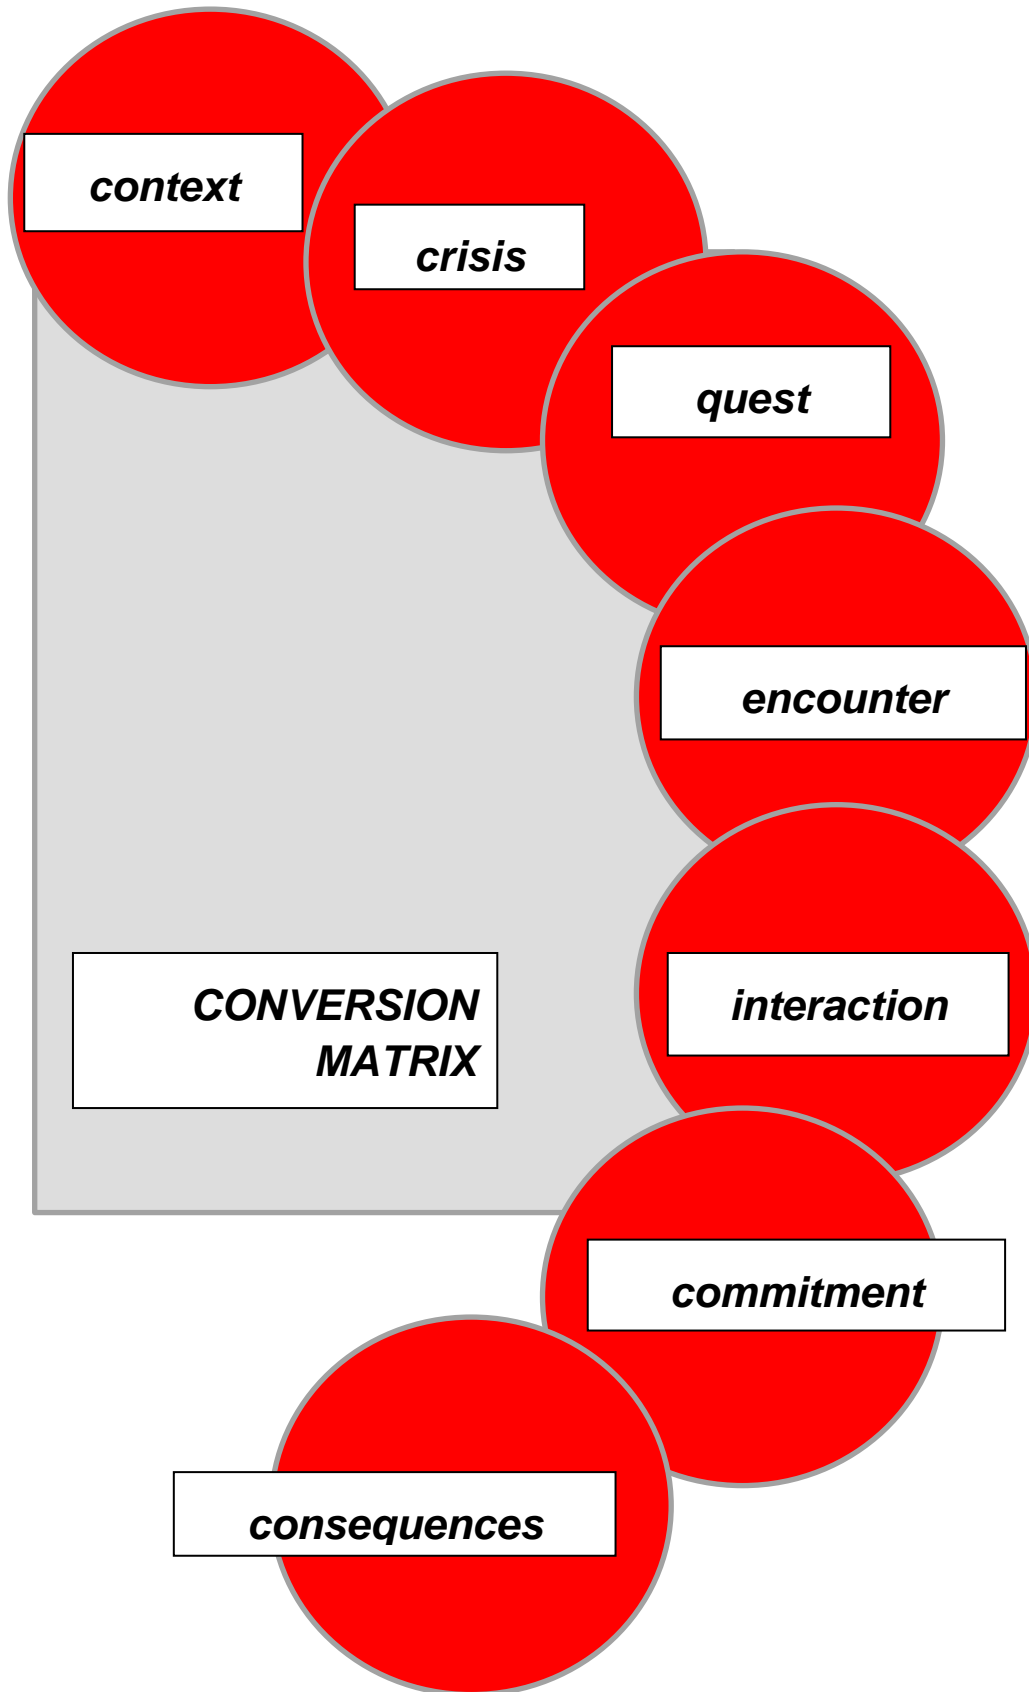 context
crisis
quest
encounter
interaction
CONVERSION
MATRIX
commitment
consequences